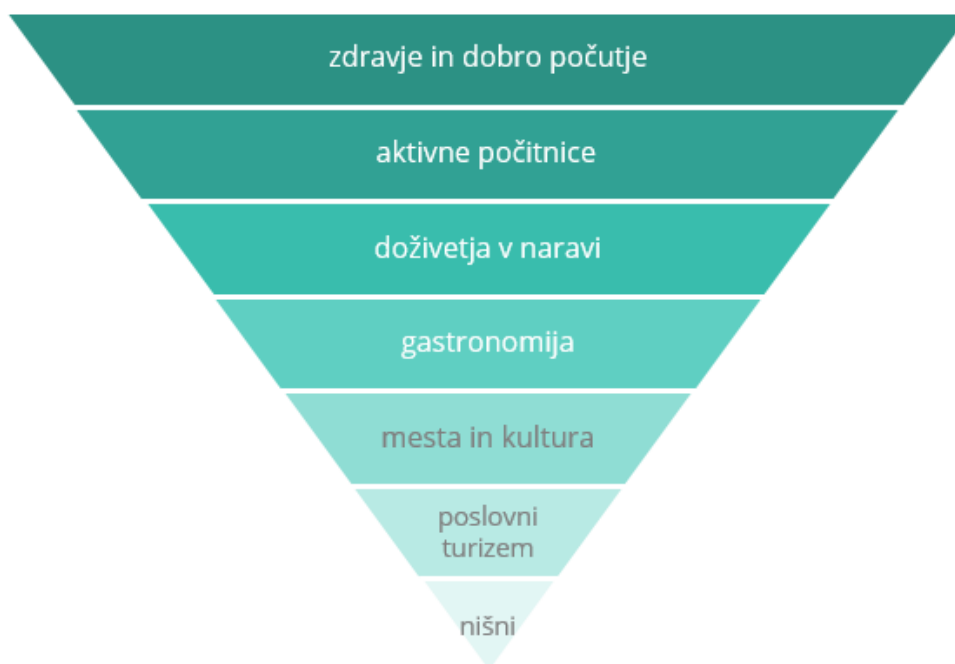 zdravje in dobro počutje
aktivne počitnice
doživetja v naravi
gastronomija
mesta in kultura
poslovni
turizem
nišni